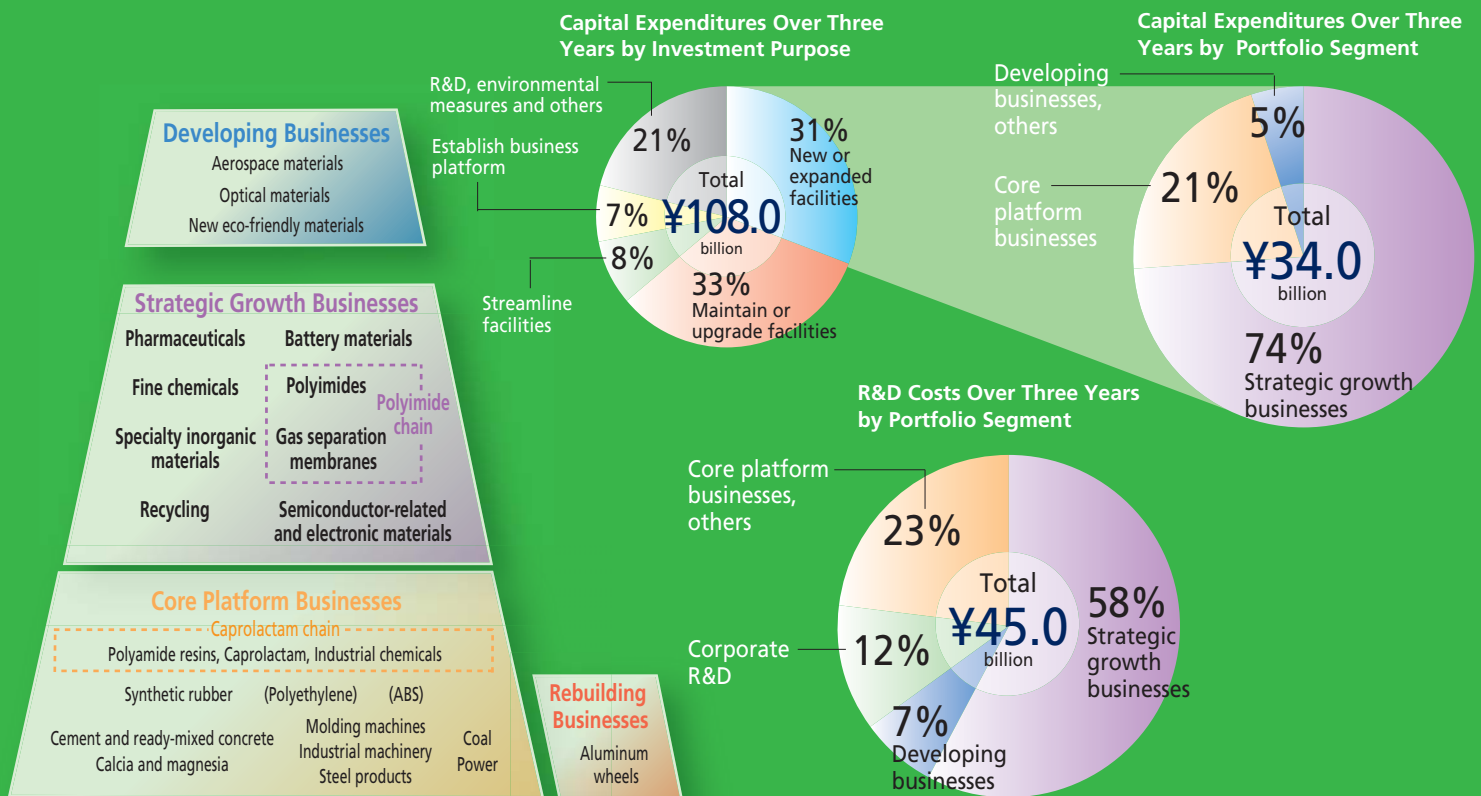 Capital Expenditures Over Three
Years by Investment Purpose
R&D, environmental
measures and others
Establish business
platform
Streamline
facilities
21%
7%
8%
31%
New or
expanded
facilities
33%
Maintain or
upgrade facilities
Total
¥108.0
billion
Capital Expenditures Over Three
Years by Portfolio Segment
Developing
businesses,
others
Core
platform
businesses
5%
21%
Total
¥34.0
billion
74%
Strategic growth
businesses
Developing Businesses
Aerospace materials
Optical materials
New eco-friendly materials
Strategic Growth Businesses
Pharmaceuticals
Battery materials
Fine chemicals
Polyimides
Polyimide
chain
Specialty inorganic
materials
Gas separation
membranes
Recycling
Semiconductor-related
and electronic materials
Core Platform Businesses
Caprolactam chain
Polyamide resins, Caprolactam, Industrial chemicals
Synthetic rubber (Polyethylene) (ABS)
Cement and ready-mixed concrete
Calcia and magnesia
Molding machines
Industrial machinery
Steel products
Coal
Power
Rebuilding
Businesses
Aluminum
wheels
R&D Costs Over Three Years
by Portfolio Segment
Core platform
businesses,
others
23%
Corporate
R&D
12%
7%
Developing
businesses
Total
¥45.0
billion
58%
Strategic
growth
businesses